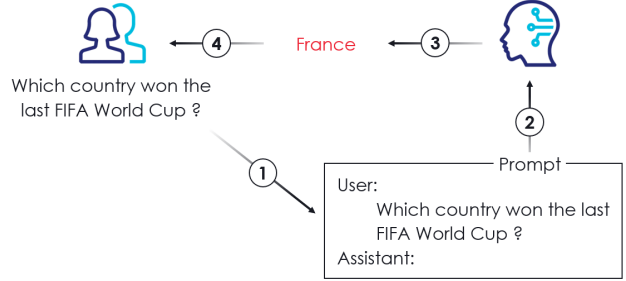 4
France
3
Which country won the
last FIFA World Cup ?
2
1
Prompt
User:
Which country won the last
FIFA World Cup ?
Assistant: